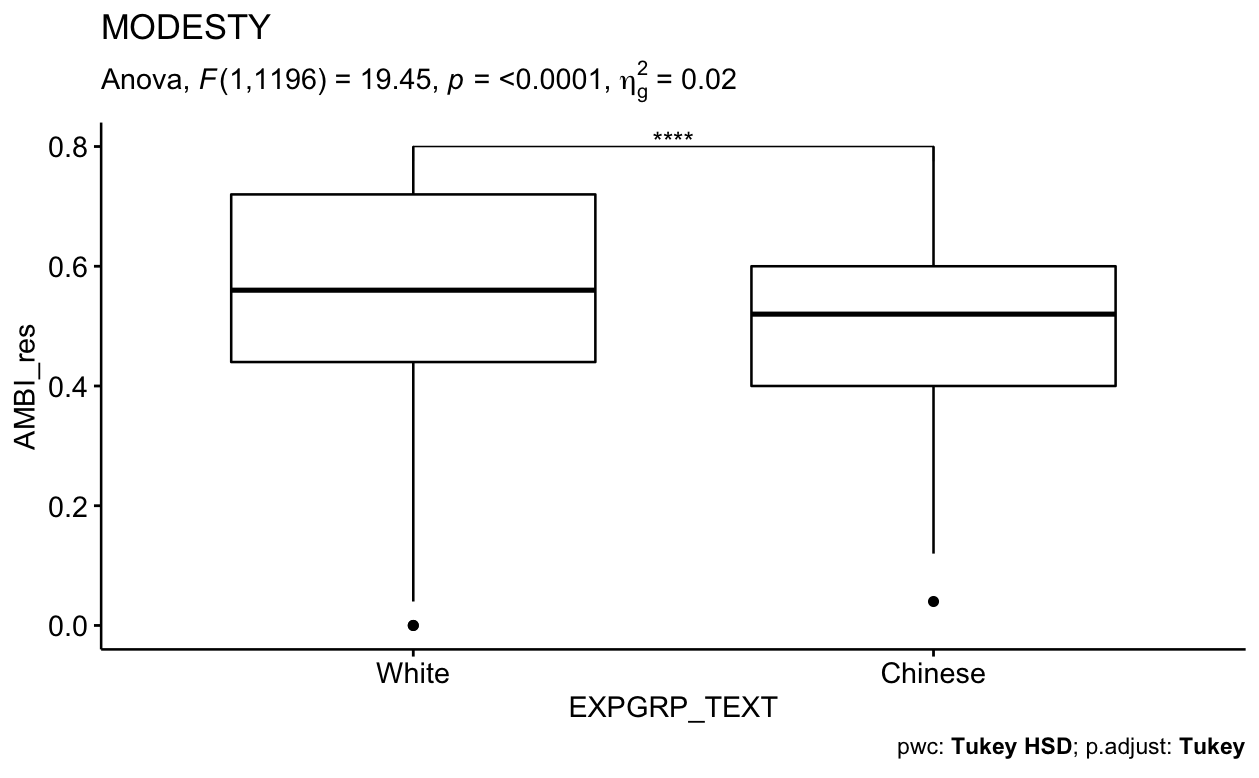 MODESTY
Anova, F(1,1196) = 19.45, p = <0.0001, η²g = 0.02
****
0.8
0.6
0.4
0.2
0.0
AMBI_res
White Chinese
EXPGRP_TEXT
pwc: Tukey HSD; p.adjust: Tukey